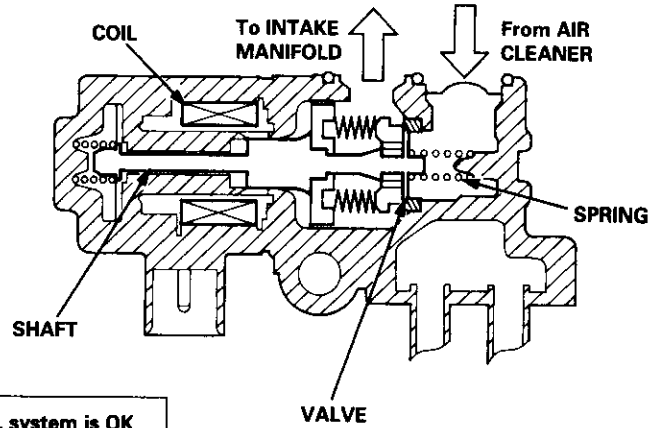 COIL
To INTAKE
MANIFOLD
From AIR
CLEANER
SPRING
SHAFT
VALVE
system is OK